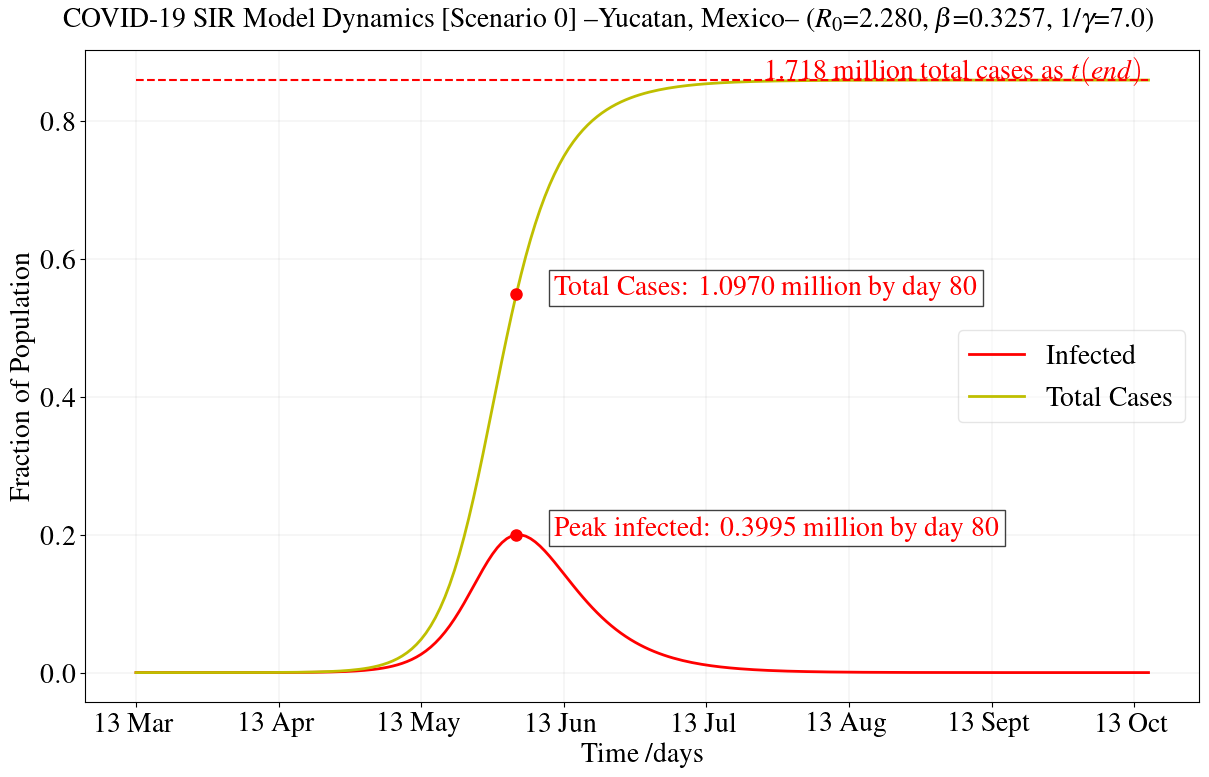 COVID-19 SIR Model Dynamics [Scenario 0] –Yucatan, Mexico– (R₀=2.280, β=0.3257, 1/γ=7.0)
1.718 million total cases as t(end)
0.8
0.6
Total Cases: 1.0970 million by day 80
Infected
Total Cases
0.4
Fraction of Population
Peak infected: 0.3995 million by day 80
0.2
0.0
13 Mar 13 Apr 13 May 13 Jun 13 Jul 13 Aug 13 Sept 13 Oct
Time /days